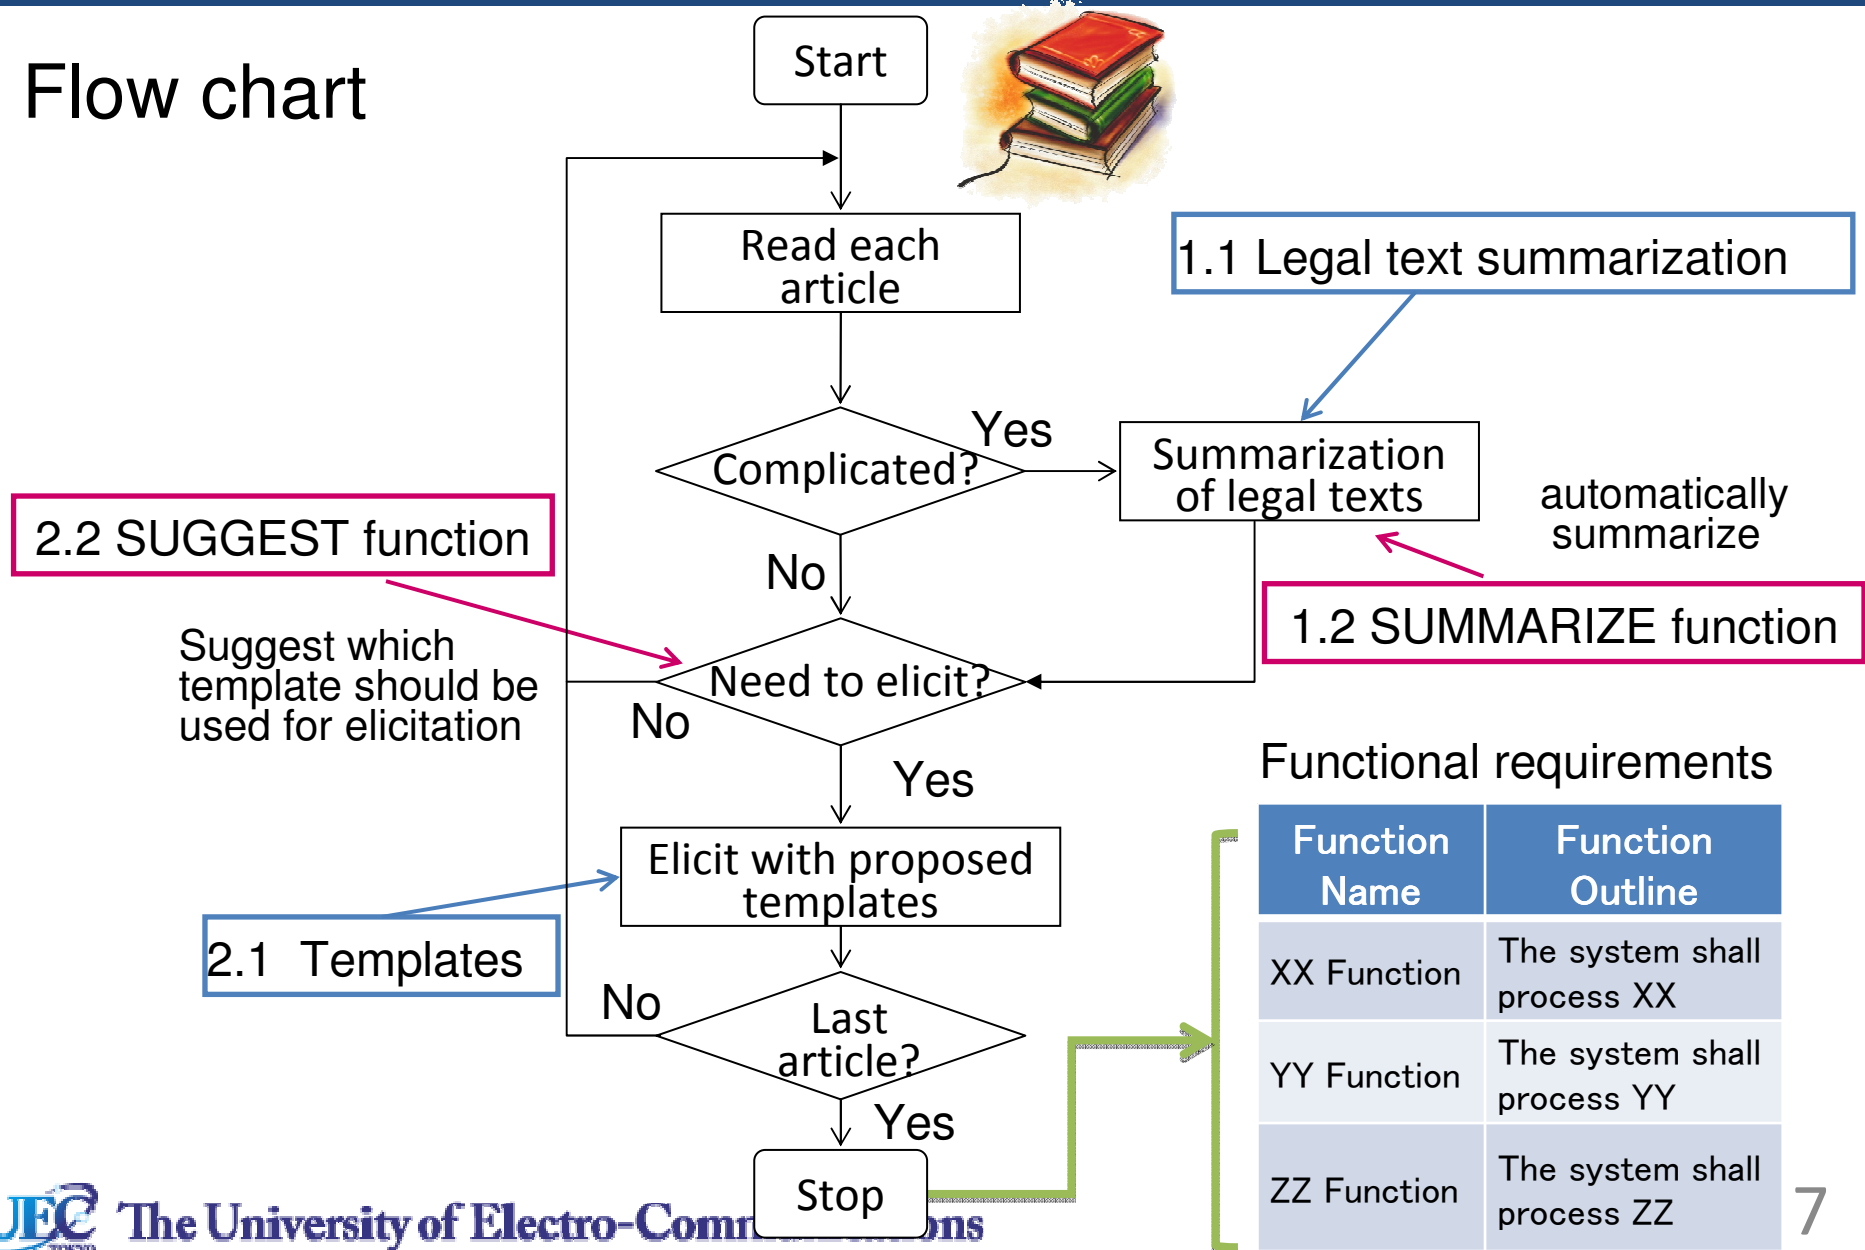 Flow chart
Start
Read each
article
1.1 Legal text summarization
Complicated?
Yes
Summarization
of legal texts
automatically
summarize
2.2 SUGGEST function
No
1.2 SUMMARIZE function
Suggest which
template should be
used for elicitation
Need to elicit?
No
Yes
Functional requirements
Function
Name
Function
Outline
Elicit with proposed
templates
2.1 Templates
XX Function
The system shall
process XX
No
Last
article?
YY Function
The system shall
process YY
Yes
Stop
ZZ Function
The system shall
process ZZ
The University of Electro-Comm ons
7